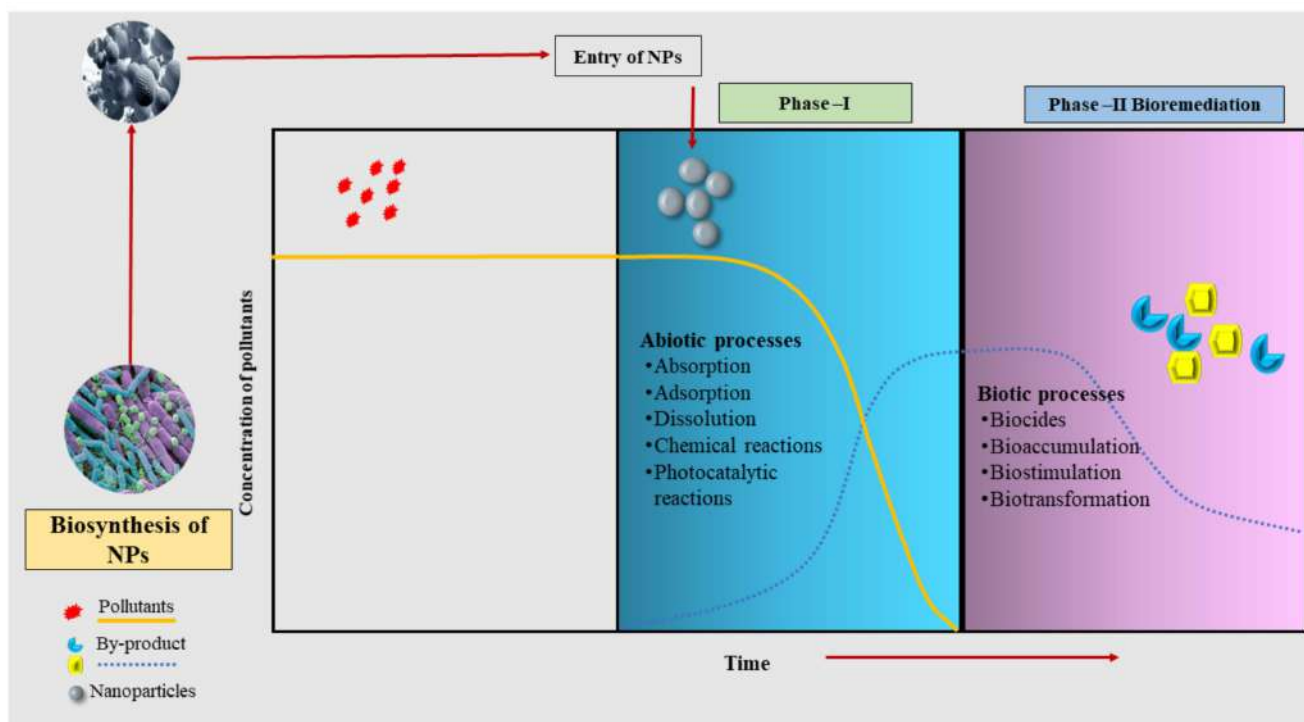 Entry of NPs
Phase –I
Phase –II Bioremediation
Concentration of pollutants
Abiotic processes
•Absorption
•Adsorption
•Dissolution
•Chemical reactions
•Photocatalytic
reactions
Biotic processes
•Biocides
•Bioaccumulation
•Biostimulation
•Biotransformation
Biosynthesis of
NPs
Pollutants
By-product
Nanoparticles
Time